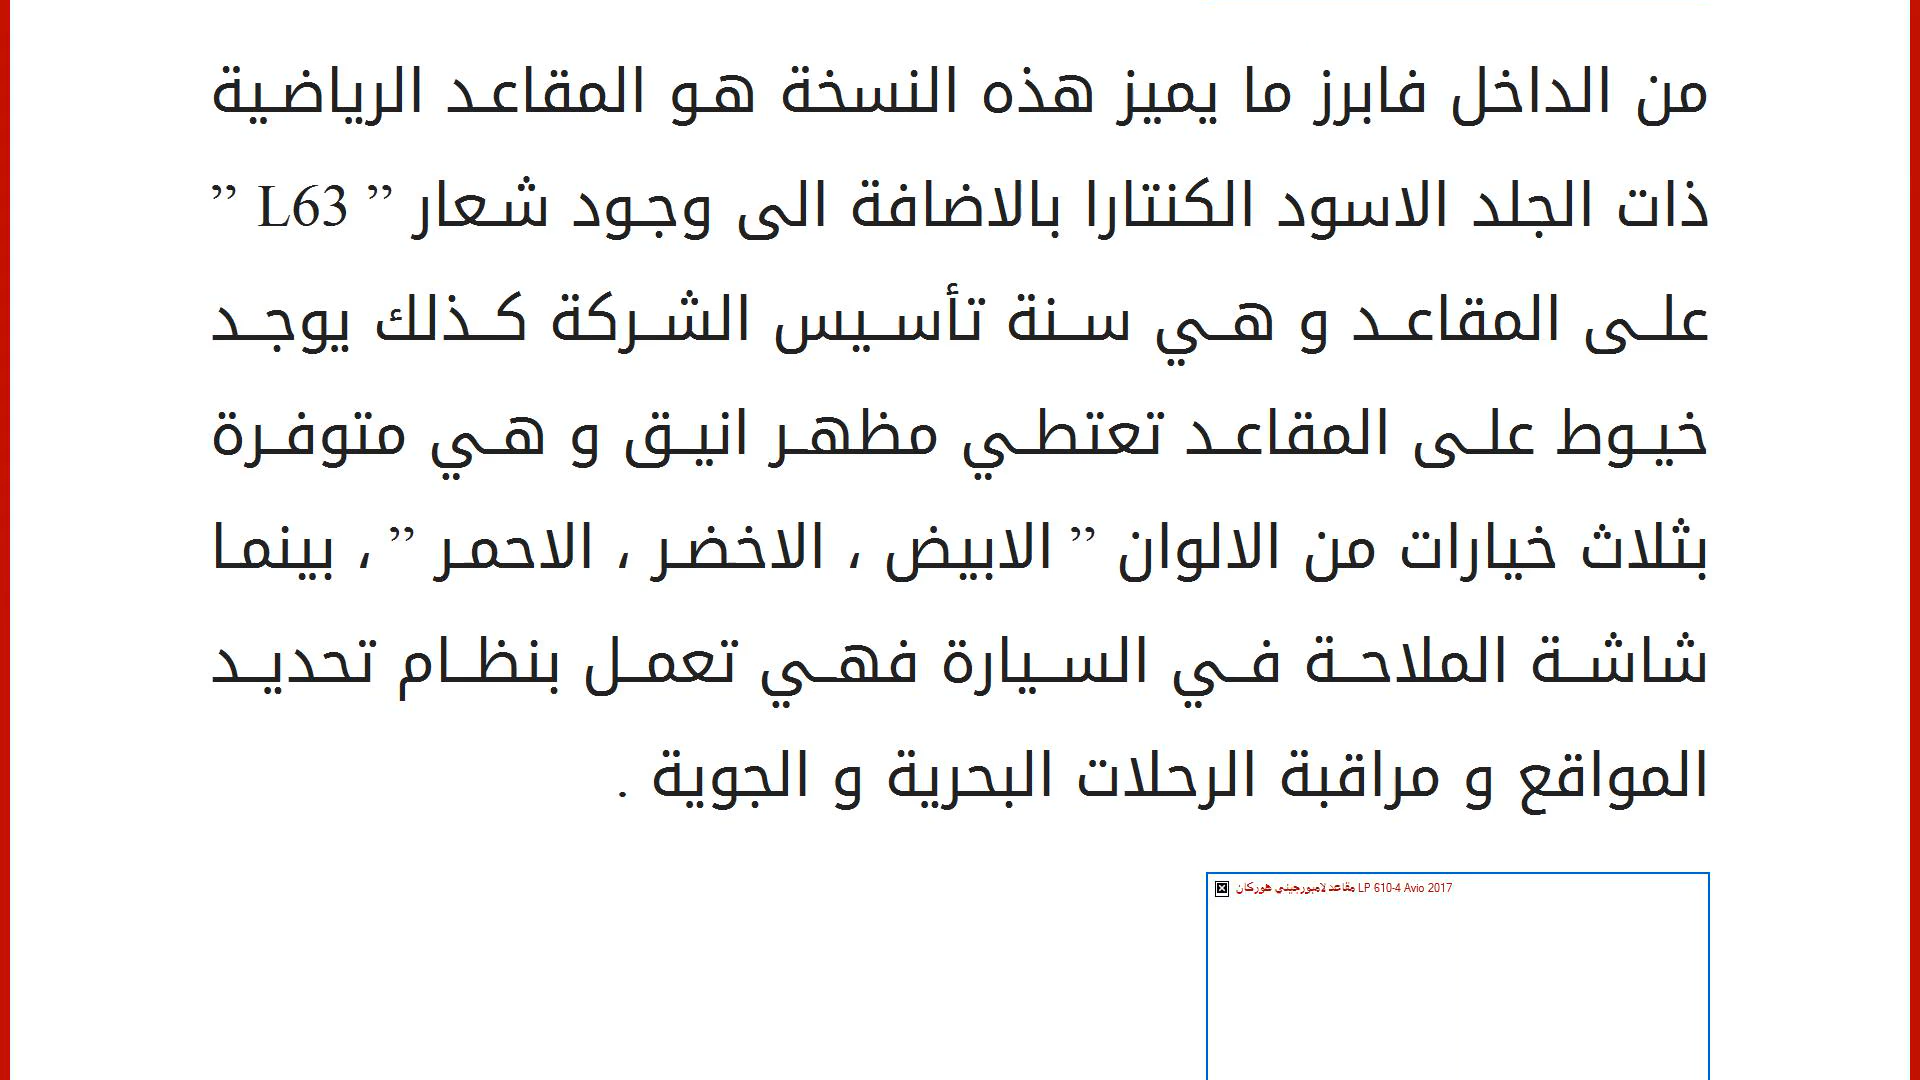 من الداخل فابرز ما يميز هذه النسخة هو المقاعد الرياضية
ذات الجلد الاسود الكنتارا بالاضافة الى وجود شعار ” L63 ”
على المقاعد و هي سنة تأسيس الشركة كذلك يوجد
خيوط على المقاعد تعتطي مظهر انيق و هي متوفرة
بثلاث خيارات من الالوان ” الابيض ، الاخضر ، الاحمر ” ، بينما
شاشة الملاحة في السيارة فهي تعمل بنظام تحديد
المواقع و مراقبة الرحلات البحرية و الجوية .
مقاعد لامبورجيني هوركان LP 610-4 Avio 2017